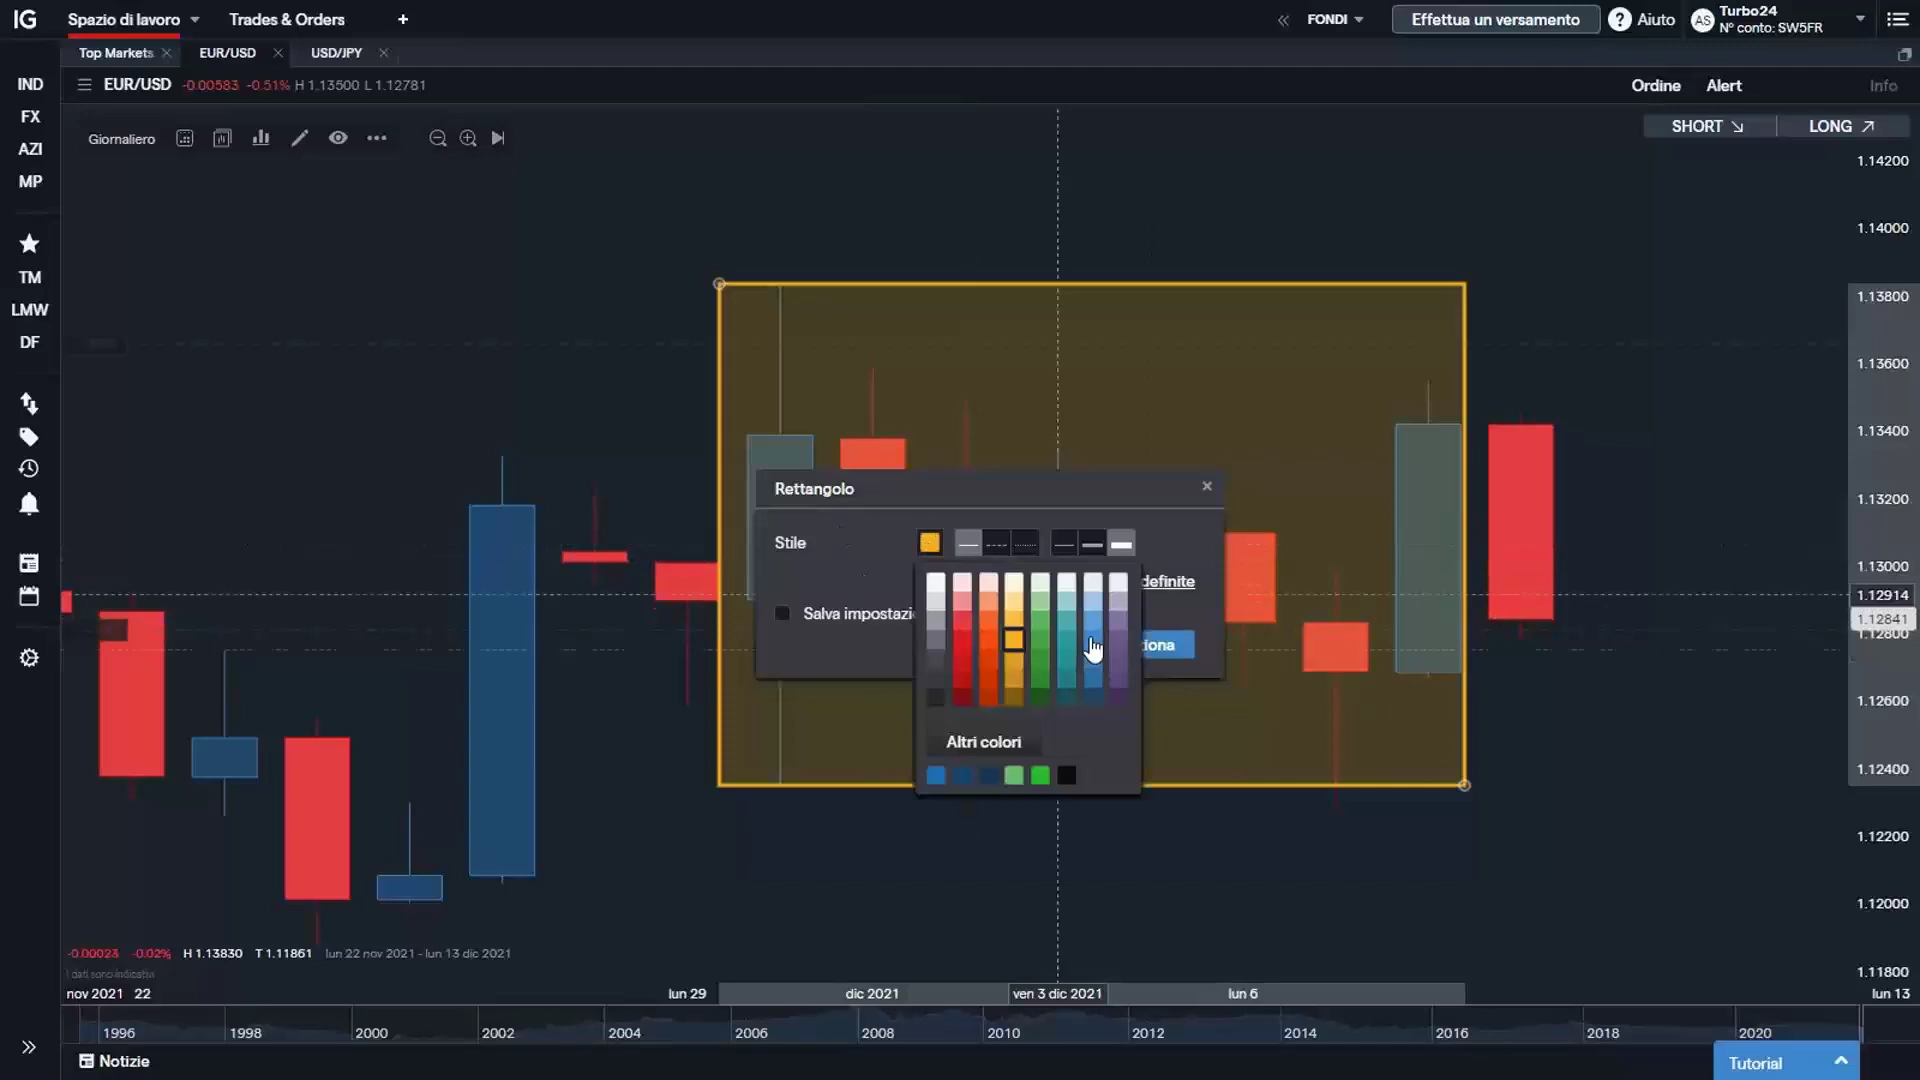 IG Spazio di lavoro Trades & Orders + FONDI Effettua un versamento ? Aiuto AS Turbo24
Nº conto: SW5FR
Top Markets EUR/USD USD/JPY
EUR/USD -0.00583 -0.51% H 1.13500 L 1.12781 Ordine Alert Info
IND
FX
AZI
MP
TM
LMW
DF
Giornaliero
SHORT LONG
1.14200
1.14000
1.13800
1.13600
1.13400
1.13200
1.13000
1.12914
1.12841
1.12800
1.12600
1.12400
1.12200
1.12000
1.11800
Rettangolo
Stile
definite
Salva impostazi
iona
Altri colori
-0.00023 -0.02% H 1.13830 T 1.11861 lun 22 nov 2021 - lun 13 dic 2021
I dati sono indicativi
nov 2021 22 lun 29 dic 2021 ven 3 dic 2021 lun 6 lun 13
1996 1998 2000 2002 2004 2006 2008 2010 2012 2014 2016 2018 2020
Notizie Tutorial